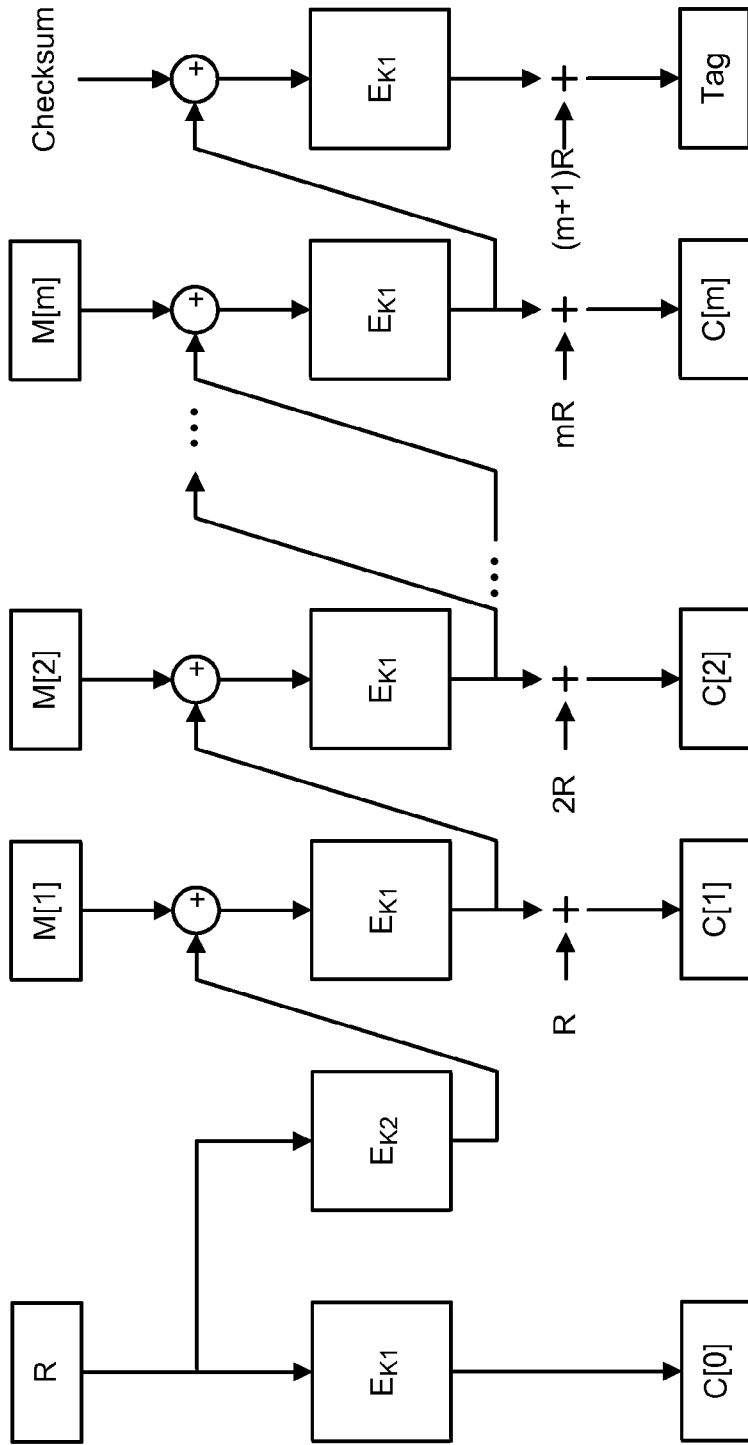 R
M[1]
M[2]
M[m]
Checksum
+
+
...
+
+
EK1
EK2
EK1
EK1
EK1
EK1
...
R
+
2R
+
mR
+
(m+1)R
+
C[0]
C[1]
C[2]
C[m]
Tag